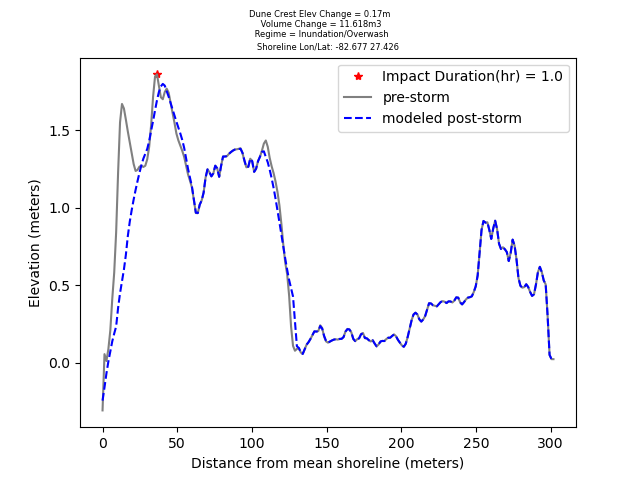 Dune Crest Elev Change = 0.17m
Volume Change = 11.618m3
Regime = Inundation/Overwash
Shoreline Lon/Lat: -82.677 27.426
Impact Duration(hr) = 1.0
pre-storm
modeled post-storm
Elevation (meters)
1.5
1.0
0.5
0.0
0 50 100 150 200 250 300
Distance from mean shoreline (meters)